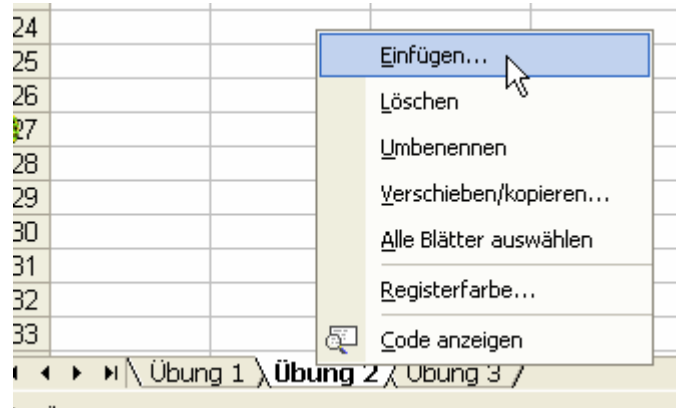 24
25
26
27
28
29
30
31
32
33
Einfügen...
Löschen
Umbenennen
Verschieben/kopieren...
Alle Blätter auswählen
Registerfarbe...
Code anzeigen
Übung 1 Übung 2 Übung 3